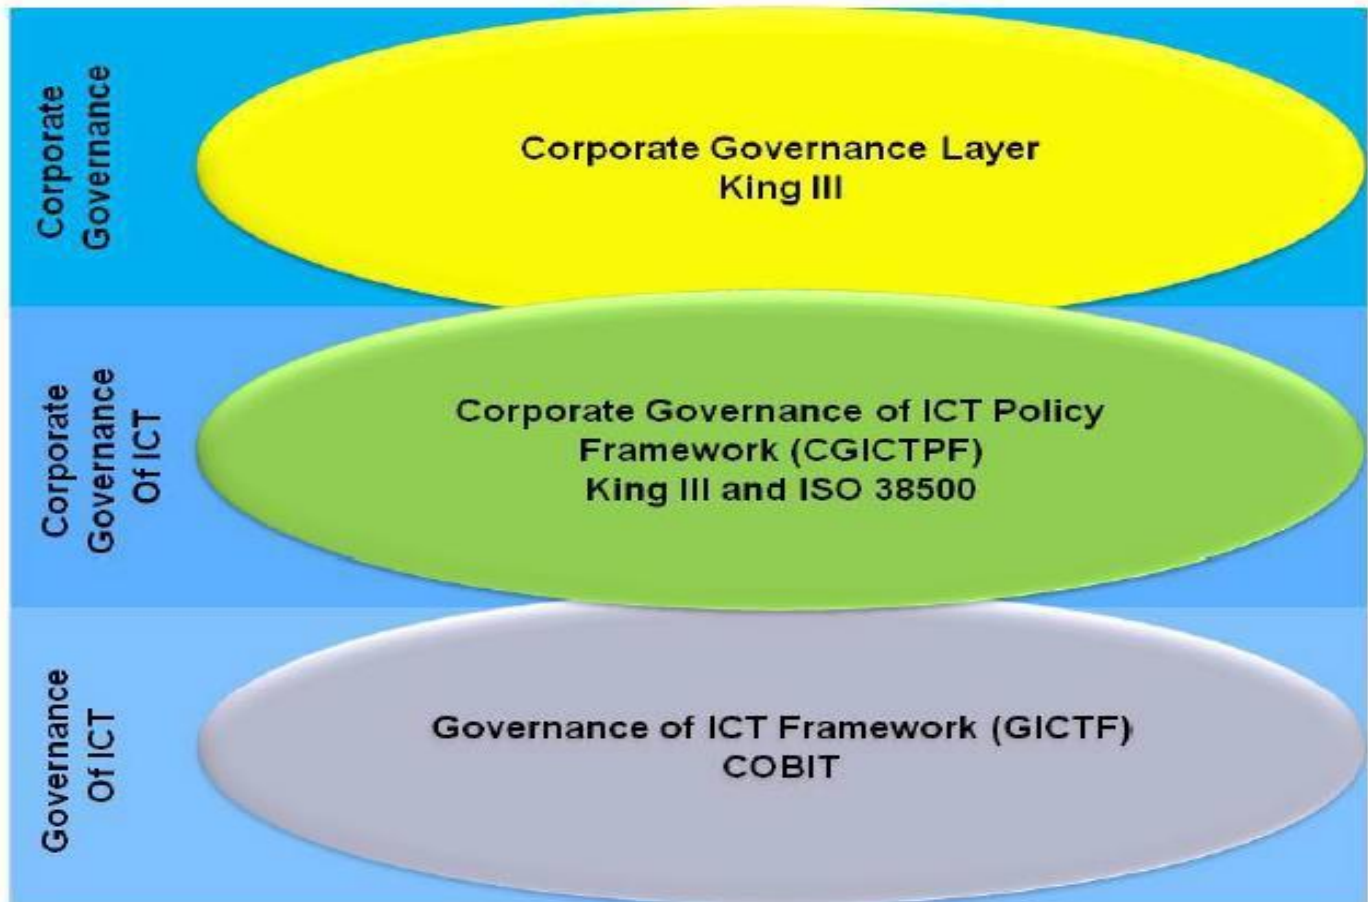 Corporate
Governance
Corporate Governance Layer
King III
Corporate
Governance
Of ICT
Corporate Governance of ICT Policy
Framework (CGICTPF)
King III and ISO 38500
Governance
Of ICT
Governance of ICT Framework (GICTF)
COBIT